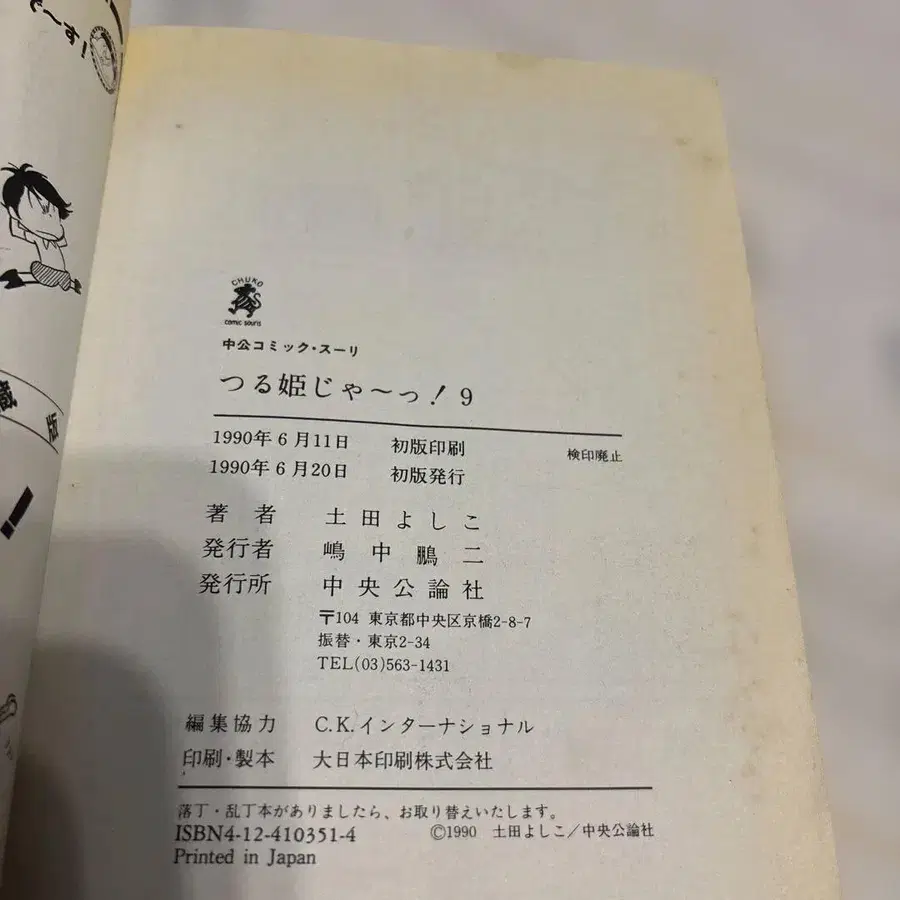 で〜す!
蔵版
!
CHUKO
comic souris
中公コミック・スーリ
つる姫じゃ〜っ! 9
1990年6月11日 初版印刷 検印廃止
1990年6月20日 初版発行
著者 土田よしこ
発行者 嶋中鵬二
発行所 中央公論社
〒104 東京都中央区京橋2-8-7
振替・東京2-34
TEL(03)563-1431
編集協力 C.K.インターナショナル
印刷・製本 大日本印刷株式会社
落丁・乱丁本がありましたら、お取り替えいたします。
ISBN4-12-410351-4 ©1990 土田よしこ/中央公論社
Printed in Japan